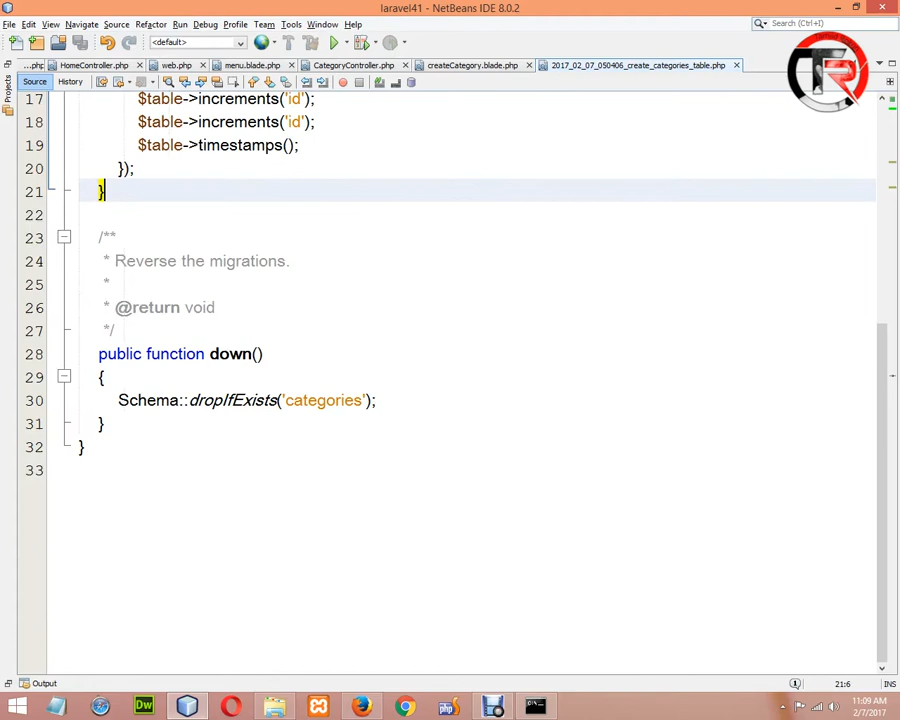 laravel41 - NetBeans IDE 8.0.2
File Edit View Navigate Source Refactor Run Debug Profile Team Tools Window Help
<default>
Search (Ctrl+I)
....php HomeController.php web.php menu.blade.php CategoryController.php createCategory.blade.php 2017_02_07_050406_create_categories_table.php
Source History
Projects
17 $table->increments('id');
18 $table->increments('id');
19 $table->timestamps();
20 });
21 }
22
23 /**
24 * Reverse the migrations.
25 *
26 * @return void
27 */
28 public function down()
29 {
30 Schema::dropIfExists('categories');
31 }
32 }
33
Output
21:6 INS
Dw
php
11:09 AM
2/7/2017